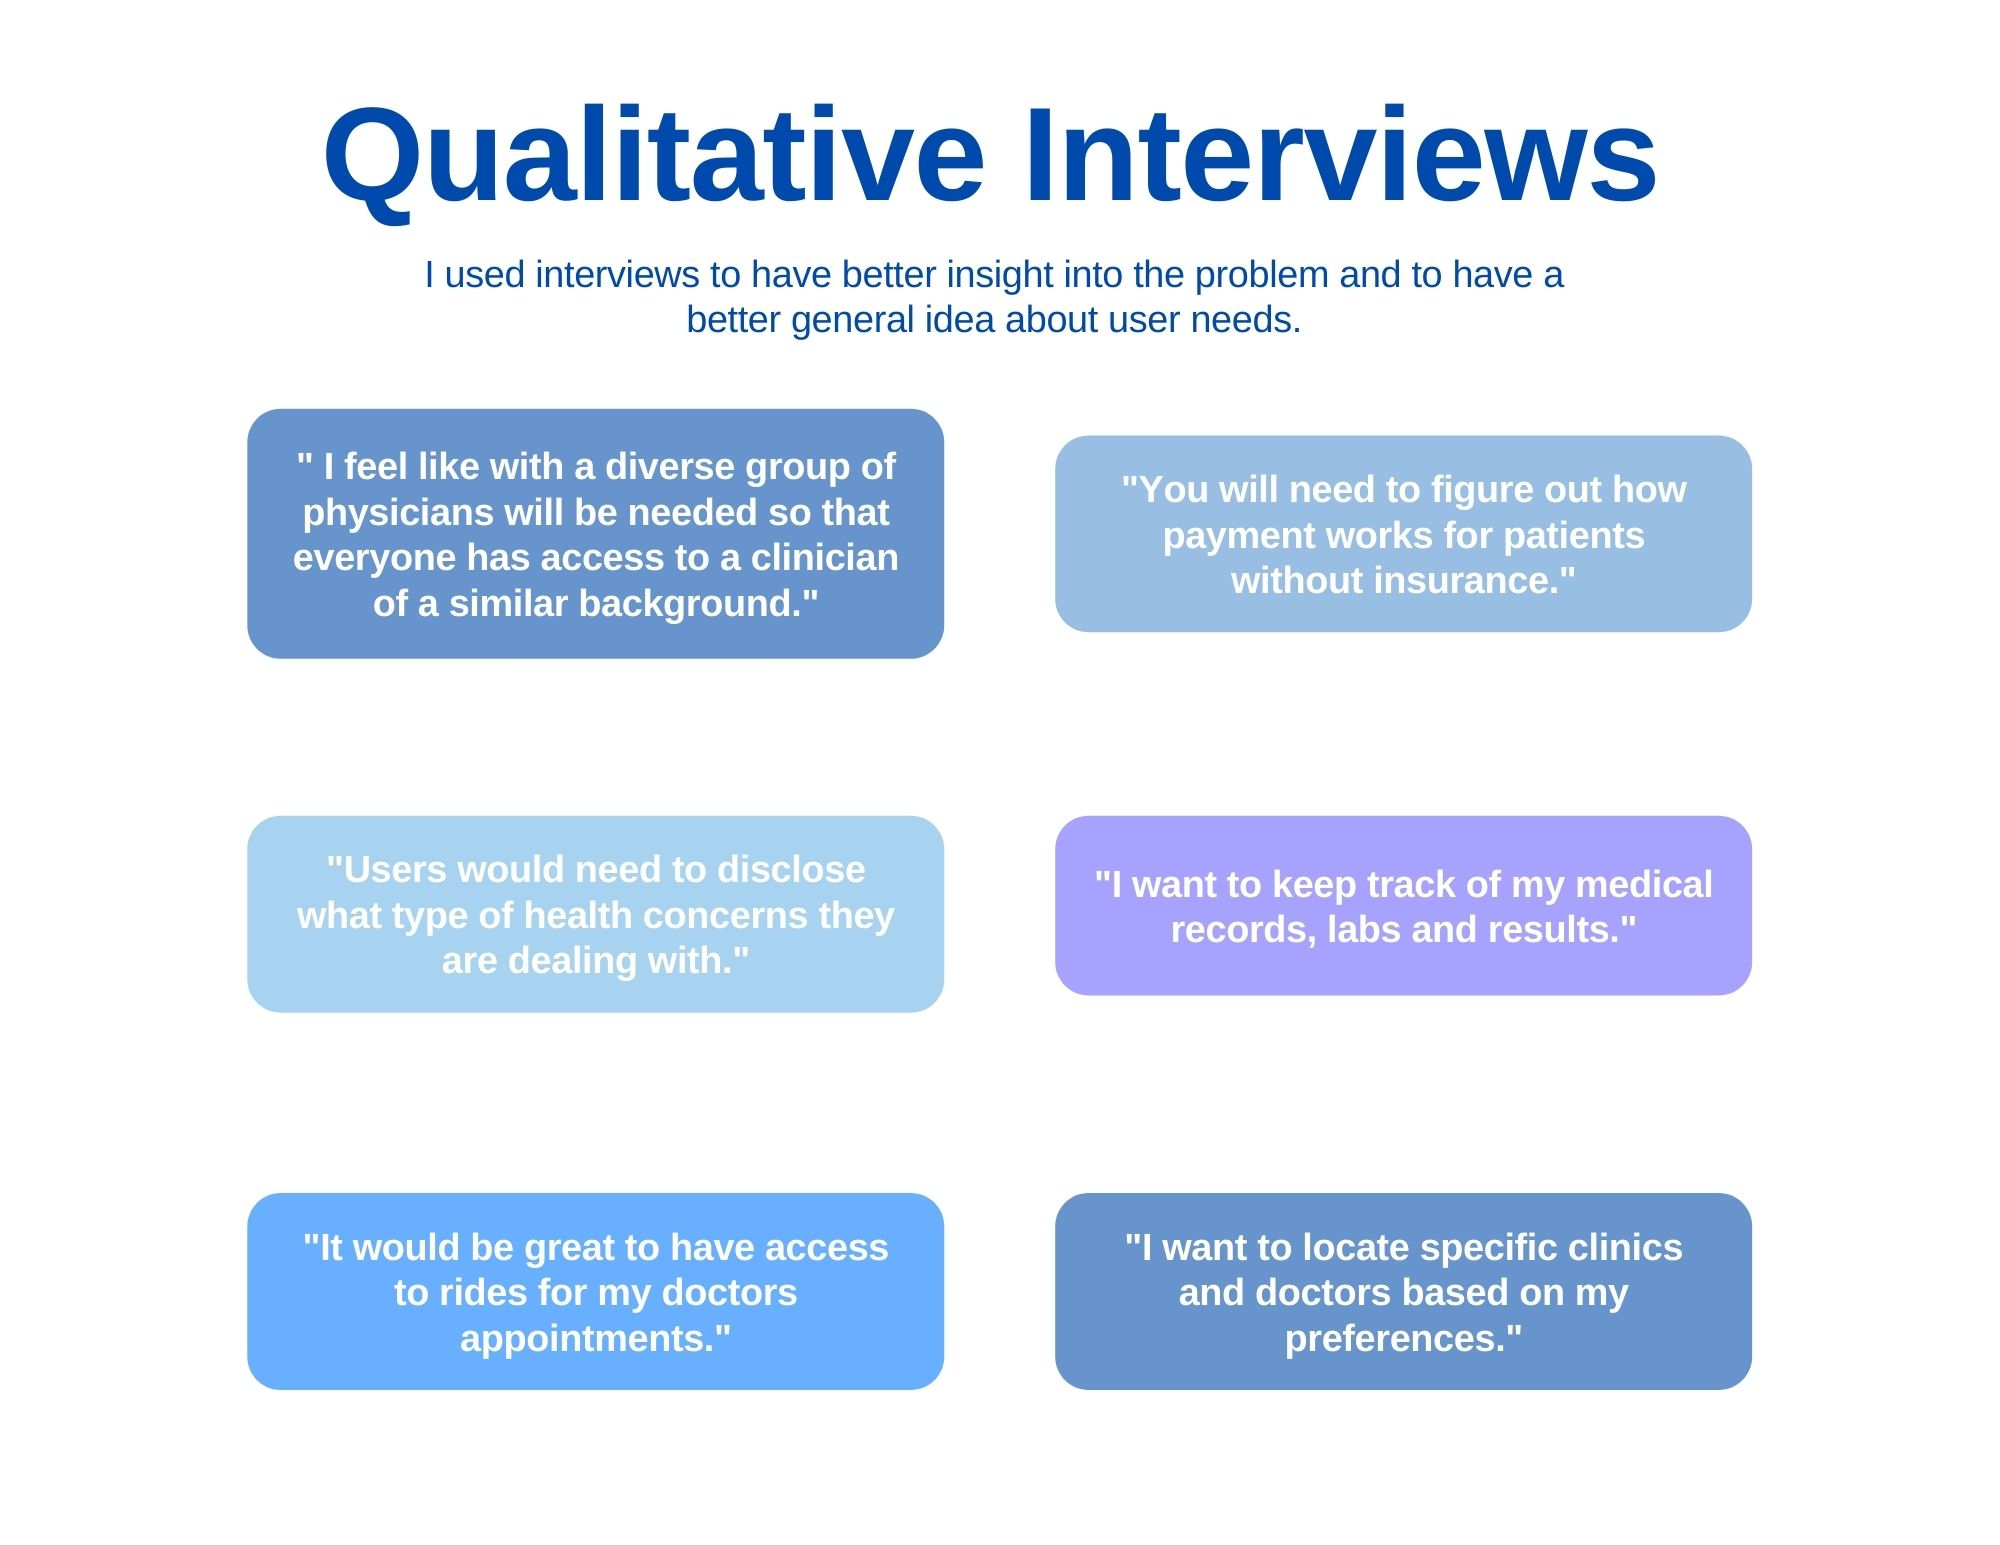 Qualitative Interviews
I used interviews to have better insight into the problem and to have a
better general idea about user needs.
" I feel like with a diverse group of
physicians will be needed so that
everyone has access to a clinician
of a similar background."
"You will need to figure out how
payment works for patients
without insurance."
"Users would need to disclose
what type of health concerns they
are dealing with."
"I want to keep track of my medical
records, labs and results."
"It would be great to have access
to rides for my doctors
appointments."
"I want to locate specific clinics
and doctors based on my
preferences."